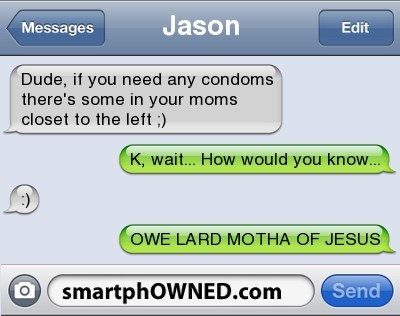 Messages
Jason
Edit
Dude, if you need any condoms
there's some in your moms
closet to the left ;)
K, wait... How would you know...
:)
OWE LARD MOTHA OF JESUS
smartphOWNED.com
Send